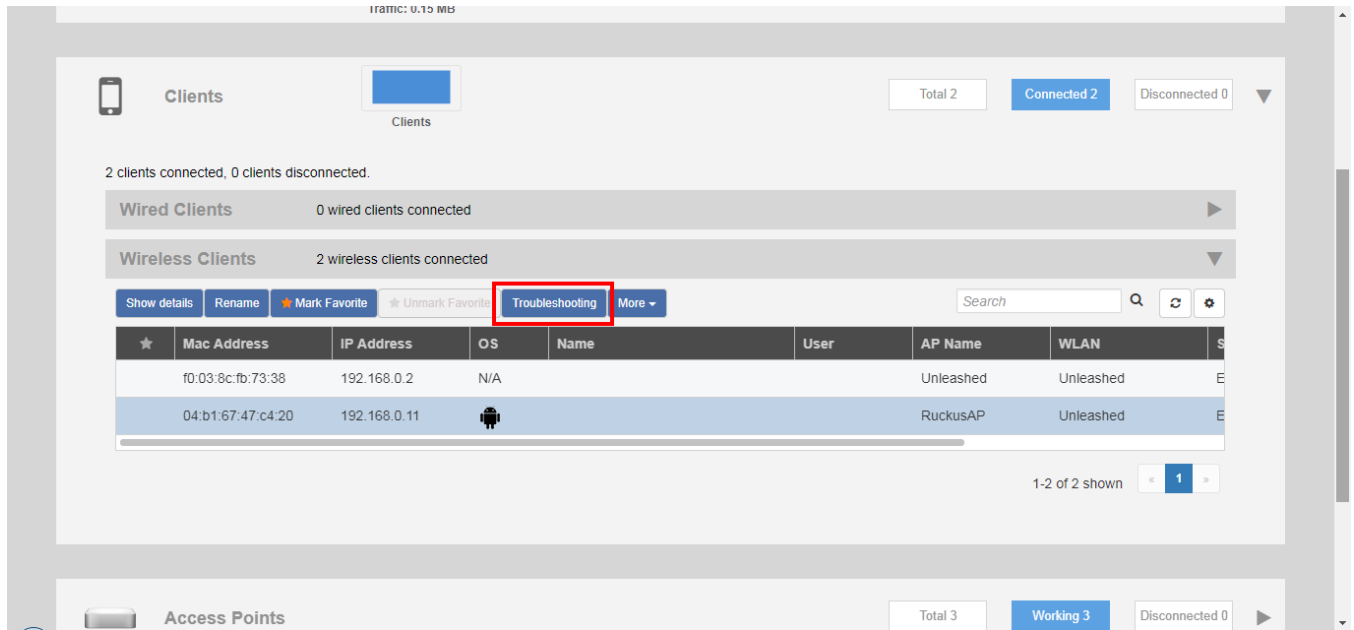 Traffic: 0.15 MB
Clients
Clients
Total 2
Connected 2
Disconnected 0
2 clients connected, 0 clients disconnected.
Wired Clients 0 wired clients connected
Wireless Clients 2 wireless clients connected
Show details Rename Mark Favorite Unmark Favorite Troubleshooting More Search
Mac Address IP Address OS Name User AP Name WLAN S
f0:03:8c:fb:73:38 192.168.0.2 N/A Unleashed Unleashed E
04:b1:67:47:c4:20 192.168.0.11 RuckusAP Unleashed E
1-2 of 2 shown « 1 »
Access Points Total 3 Working 3 Disconnected 0